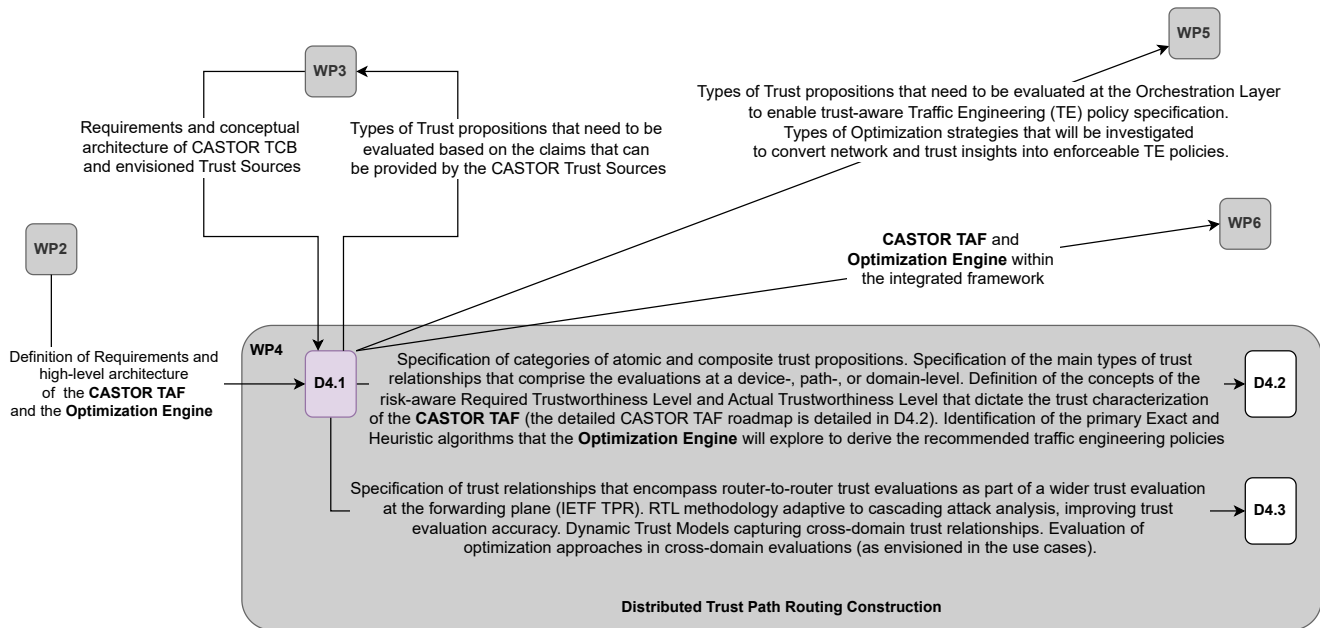 WP5
WP3
Types of Trust propositions that need to be evaluated at the Orchestration Layer
to enable trust-aware Traffic Engineering (TE) policy specification.
Types of Optimization strategies that will be investigated
to convert network and trust insights into enforceable TE policies.
Requirements and conceptual
architecture of CASTOR TCB
and envisioned Trust Sources
Types of Trust propositions that need to be
evaluated based on the claims that can
be provided by the CASTOR Trust Sources
WP2
WP6
CASTOR TAF and
Optimization Engine within
the integrated framework
Definition of Requirements and
high-level architecture
of the CASTOR TAF
and the Optimization Engine
WP4
D4.1
Specification of categories of atomic and composite trust propositions. Specification of the main types of trust
relationships that comprise the evaluations at a device-, path-, or domain-level. Definition of the concepts of the
risk-aware Required Trustworthiness Level and Actual Trustworthiness Level that dictate the trust characterization
of the CASTOR TAF (the detailed CASTOR TAF roadmap is detailed in D4.2). Identification of the primary Exact and
Heuristic algorithms that the Optimization Engine will explore to derive the recommended traffic engineering policies
D4.2
Specification of trust relationships that encompass router-to-router trust evaluations as part of a wider trust evaluation
at the forwarding plane (IETF TPR). RTL methodology adaptive to cascading attack analysis, improving trust
evaluation accuracy. Dynamic Trust Models capturing cross-domain trust relationships. Evaluation of
optimization approaches in cross-domain evaluations (as envisioned in the use cases).
D4.3
Distributed Trust Path Routing Construction